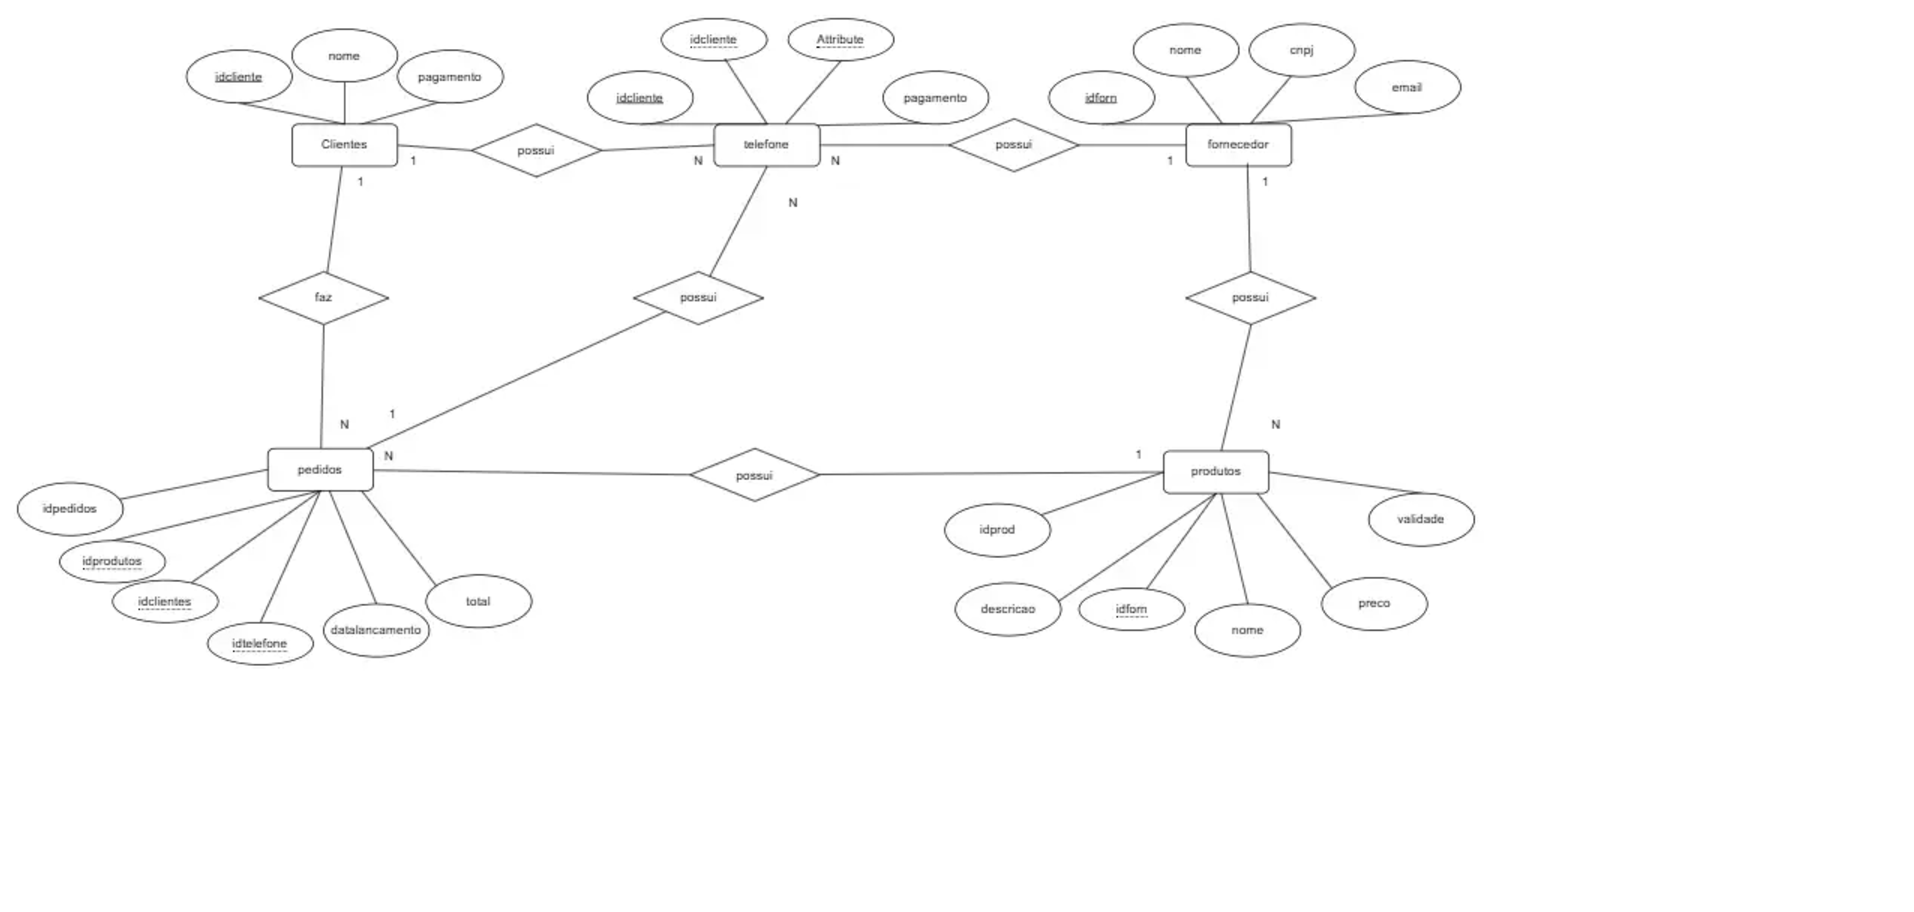 idcliente
nome
pagamento
Clientes
1
1
possui
idcliente
idcliente
Attribute
pagamento
N
telefone
N
N
possui
idforn
nome
cnpj
email
1
fornecedor
1
faz
possui
possui
N
1
N
pedidos
N
possui
1
produtos
idpedidos
idprodutos
idclientes
idtelefone
datalancamento
total
idprod
descricao
idforn
nome
preco
validade